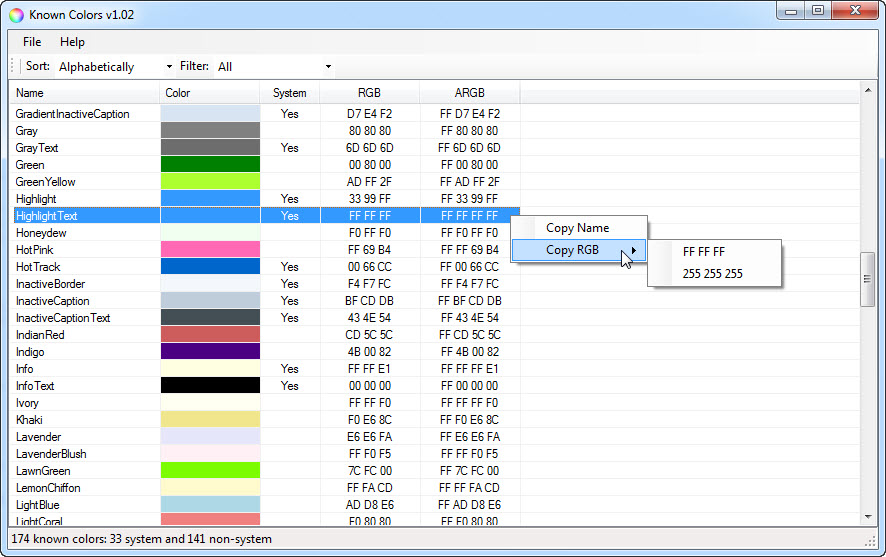 Known Colors v1.02
File Help
Sort: Alphabetically Filter: All
Name Color System RGB ARGB
GradientInactiveCaption Yes D7 E4 F2 FF D7 E4 F2
Gray 80 80 80 FF 80 80 80
GrayText Yes 6D 6D 6D FF 6D 6D 6D
Green 00 80 00 FF 00 80 00
GreenYellow AD FF 2F FF AD FF 2F
Highlight Yes 33 99 FF FF 33 99 FF
HighlightText Yes FF FF FF FF FF FF FF
Copy Name
Honeydew F0 FF F0 FF F0 FF F0
HotPink FF 69 B4 FF FF 69 B4 Copy RGB FF FF FF
HotTrack Yes 00 66 CC FF 00 66 CC 255 255 255
InactiveBorder Yes F4 F7 FC FF F4 F7 FC
InactiveCaption Yes BF CD DB FF BF CD DB
InactiveCaptionText Yes 43 4E 54 FF 43 4E 54
IndianRed CD 5C 5C FF CD 5C 5C
Indigo 4B 00 82 FF 4B 00 82
Info Yes FF FF E1 FF FF FF E1
InfoText Yes 00 00 00 FF 00 00 00
Ivory FF FF F0 FF FF FF F0
Khaki F0 E6 8C FF F0 E6 8C
Lavender E6 E6 FA FF E6 E6 FA
LavenderBlush FF F0 F5 FF FF F0 F5
LawnGreen 7C FC 00 FF 7C FC 00
LemonChiffon FF FA CD FF FF FA CD
LightBlue AD D8 E6 FF AD D8 E6
LightCoral F0 80 80 FF F0 80 80
174 known colors: 33 system and 141 non-system